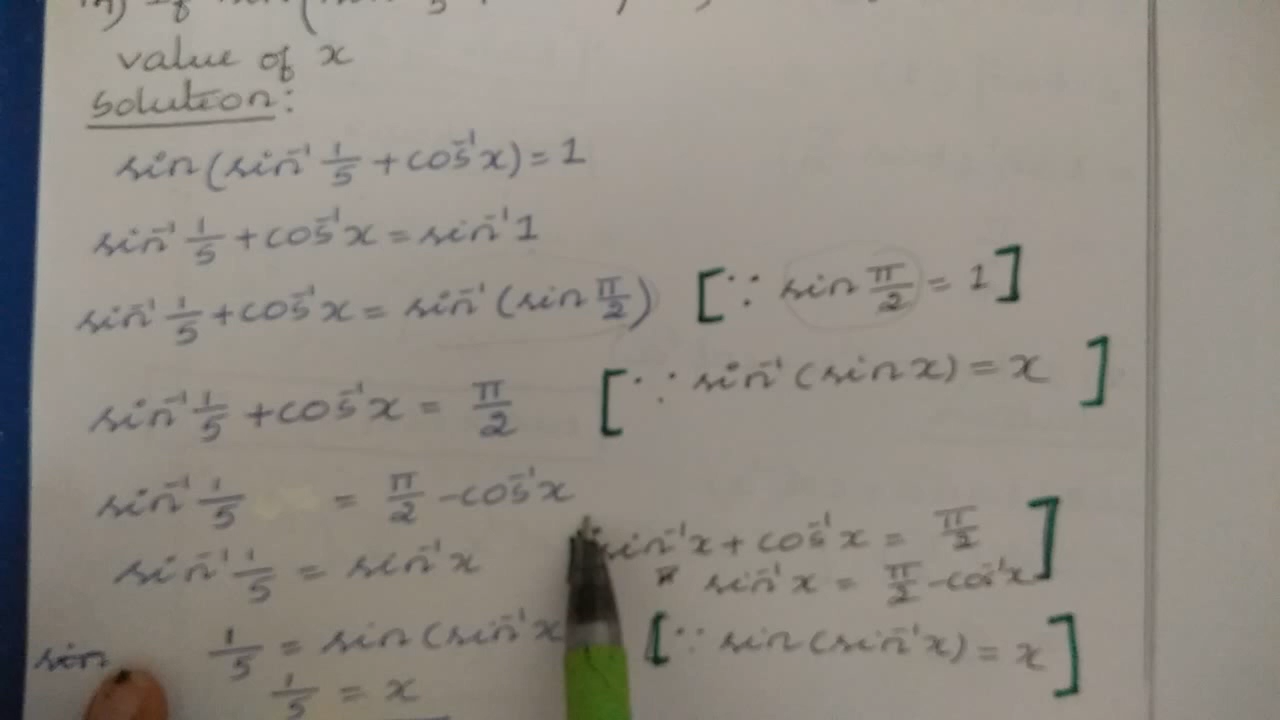 value of x
Solution:
sin(sin⁻¹ 1/5 + cos⁻¹x) = 1
sin⁻¹ 1/5 + cos⁻¹x = sin⁻¹1
sin⁻¹ 1/5 + cos⁻¹x = sin⁻¹(sin π/2) [∵ sin π/2 = 1]
sin⁻¹ 1/5 + cos⁻¹x = π/2 [∵ sin⁻¹(sin x) = x ]
sin⁻¹ 1/5 = π/2 - cos⁻¹x
sin⁻¹x + cos⁻¹x = π/2 ]
sin⁻¹ 1/5 = sin⁻¹x
sin⁻¹x = π/2 - cos⁻¹x
sin
1/5 = sin(sin⁻¹x [∵ sin(sin⁻¹x) = x]
1/5 = x